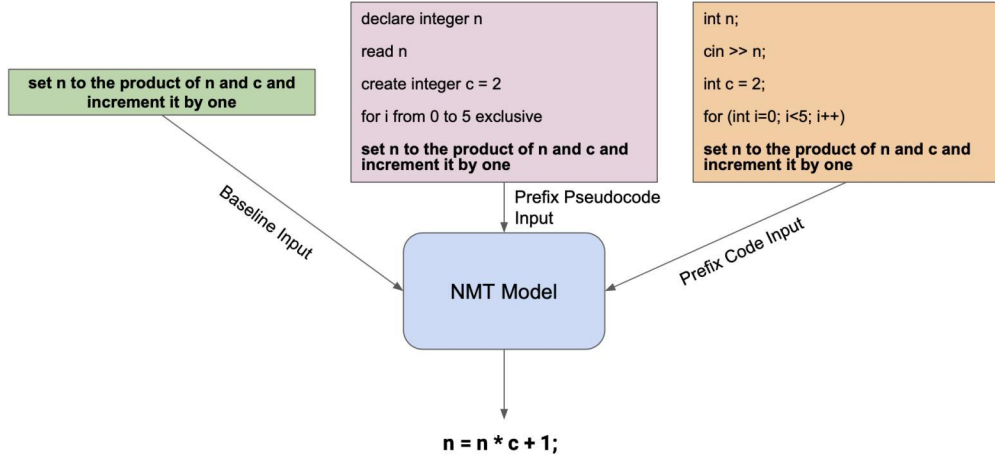 set n to the product of n and c and
increment it by one
declare integer n
read n
create integer c = 2
for i from 0 to 5 exclusive
set n to the product of n and c and
increment it by one
int n;
cin >> n;
int c = 2;
for (int i=0; i<5; i++)
set n to the product of n and c and
increment it by one
Baseline Input
Prefix Pseudocode
Input
Prefix Code Input
NMT Model
n = n * c + 1;